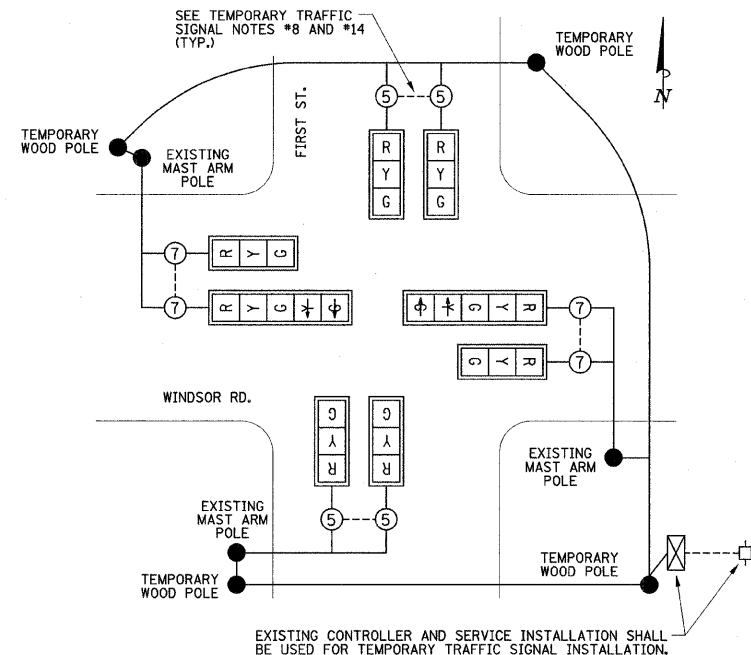 SEE TEMPORARY TRAFFIC
SIGNAL NOTES #8 AND #14
(TYP.)
TEMPORARY
WOOD POLE
N
FIRST ST.
TEMPORARY
WOOD POLE
EXISTING
MAST ARM
POLE
5 5
R R
Y Y
G G
7 R Y G
7 R Y G Y G
G Y G Y R 7
G Y R 7
WINDSOR RD.
G G
Y Y
R R
5 5
EXISTING
MAST ARM
POLE
EXISTING
MAST ARM
POLE
TEMPORARY
WOOD POLE
TEMPORARY
WOOD POLE
EXISTING CONTROLLER AND SERVICE INSTALLATION SHALL
BE USED FOR TEMPORARY TRAFFIC SIGNAL INSTALLATION.